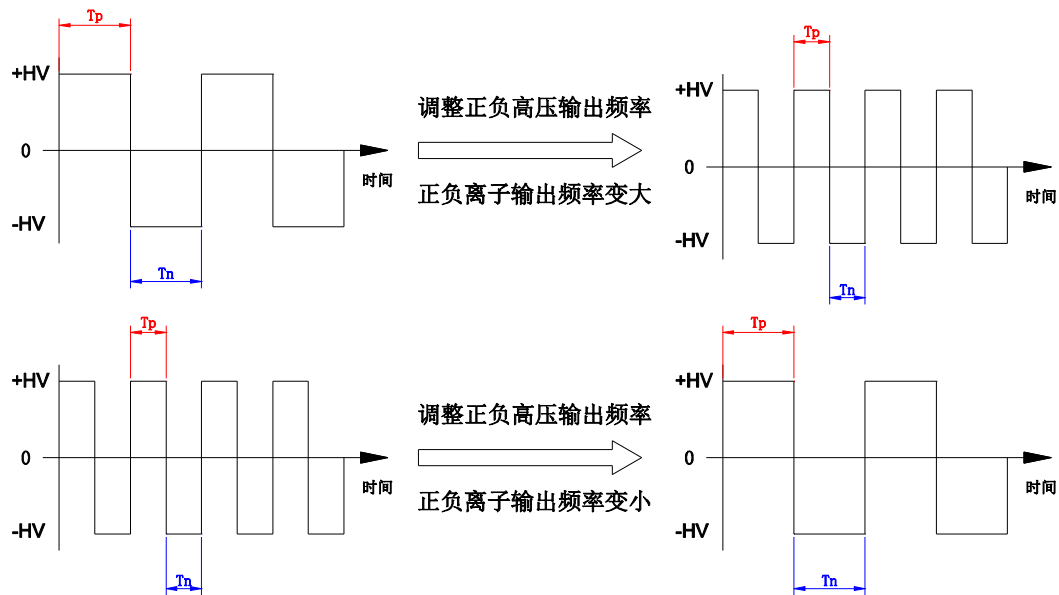 Tp
+HV
0
-HV
时间
Tn
调整正负高压输出频率
正负离子输出频率变大
Tp
+HV
0
-HV
时间
Tn
Tp
+HV
0
-HV
时间
Tn
调整正负高压输出频率
正负离子输出频率变小
Tp
+HV
0
-HV
时间
Tn